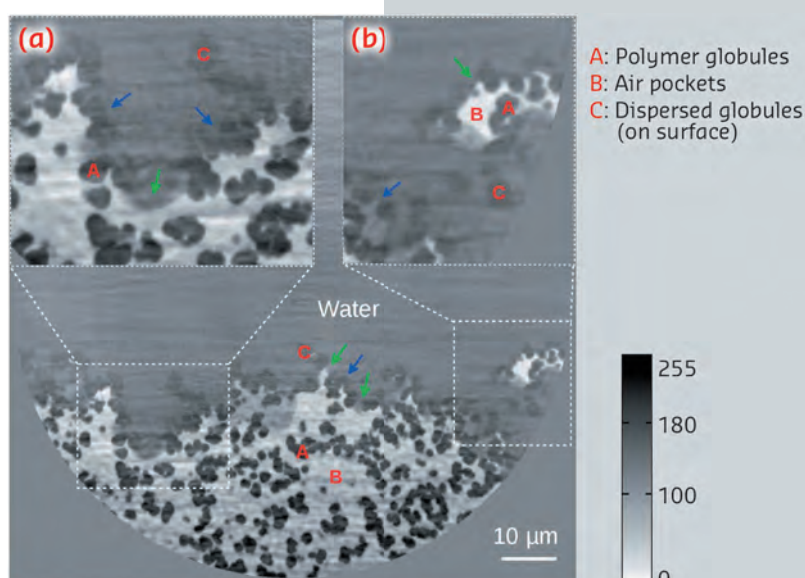 (a)
C
A
(b)
B
A
C
A: Polymer globules
B: Air pockets
C: Dispersed globules
(on surface)
Water
C
A
B
10 µm
255
180
100
0